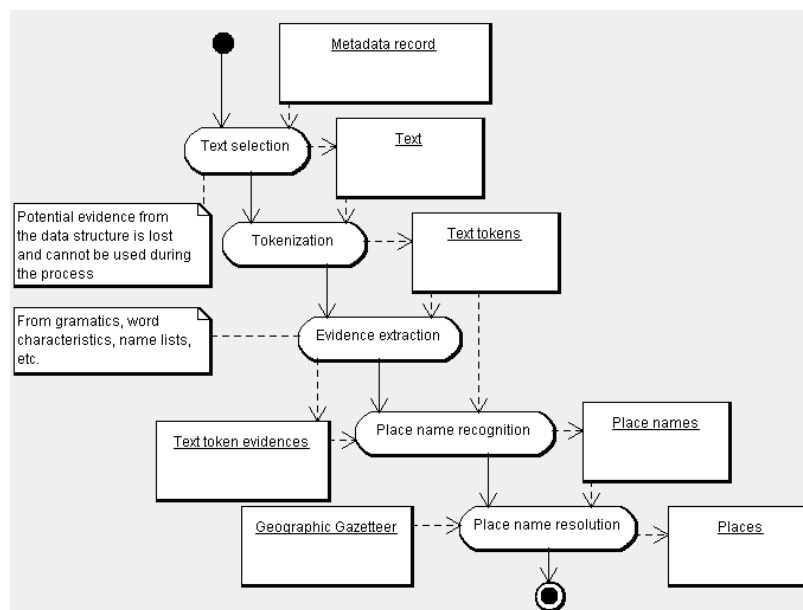 Metadata record
Text selection
Text
Potential evidence from
the data structure is lost
and cannot be used during
the process
Tokenization
Text tokens
From gramatics, word
characteristics, name lists,
etc.
Evidence extraction
Text token evidences
Place name recognition
Place names
Geographic Gazetteer
Place name resolution
Places